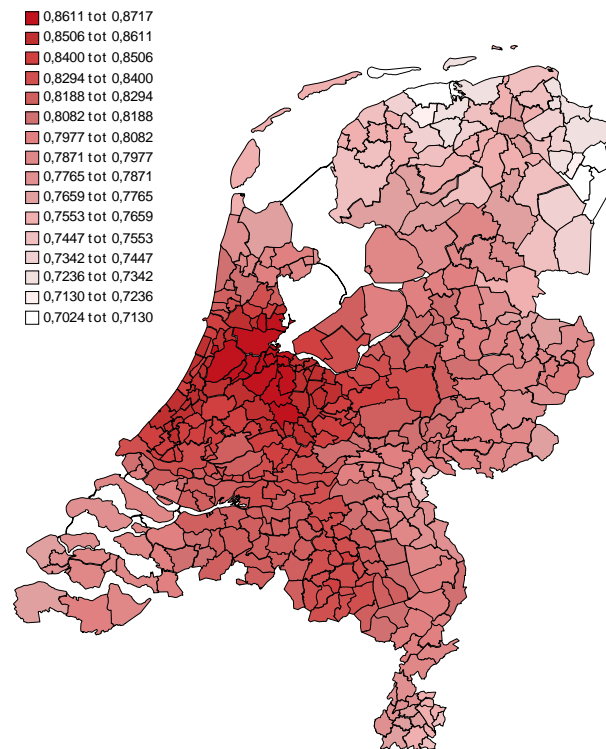 0,8611 tot 0,8717
0,8506 tot 0,8611
0,8400 tot 0,8506
0,8294 tot 0,8400
0,8188 tot 0,8294
0,8082 tot 0,8188
0,7977 tot 0,8082
0,7871 tot 0,7977
0,7765 tot 0,7871
0,7659 tot 0,7765
0,7553 tot 0,7659
0,7447 tot 0,7553
0,7342 tot 0,7447
0,7236 tot 0,7342
0,7130 tot 0,7236
0,7024 tot 0,7130